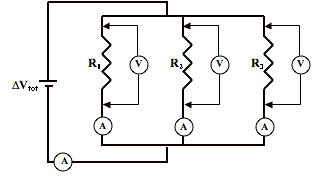 R1 V R2 V R3 V
ΔVtot
A A A
A